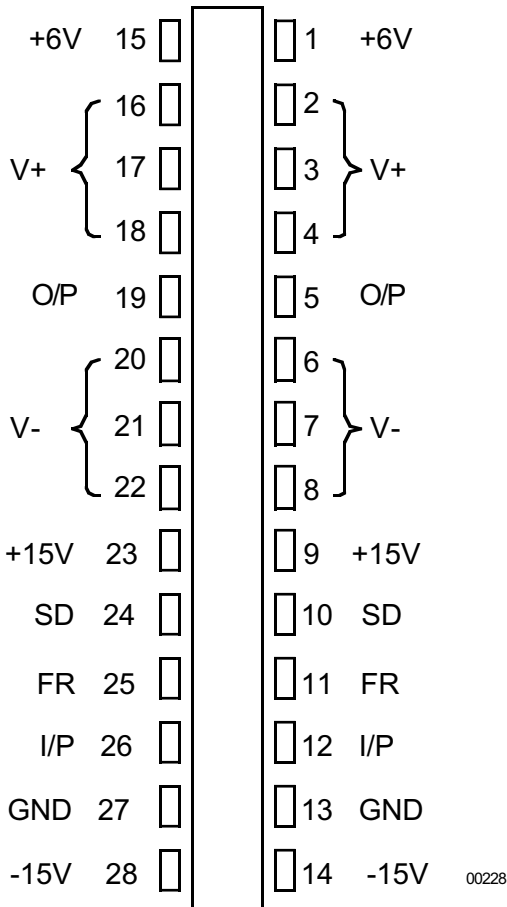 +6V 15 1 +6V
16 2
V+ 17 3 V+
18 4
O/P 19 5 O/P
20 6
V- 21 7 V-
22 8
+15V 23 9 +15V
SD 24 10 SD
FR 25 11 FR
I/P 26 12 I/P
GND 27 13 GND
-15V 28 14 -15V 00228